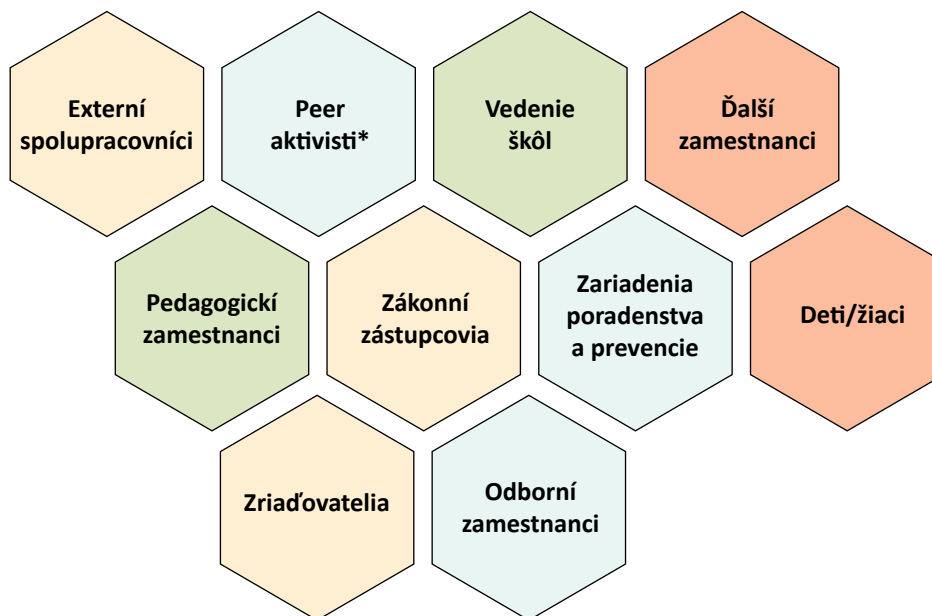 Externí
spolupracovníci
Peer
aktivisti*
Vedenie
škôl
Ďalší
zamestnanci
Pedagogickí
zamestnanci
Zákonní
zástupcovia
Zariadenia
poradenstva
a prevencie
Deti/žiaci
Zriaďovatelia
Odborní
zamestnanci